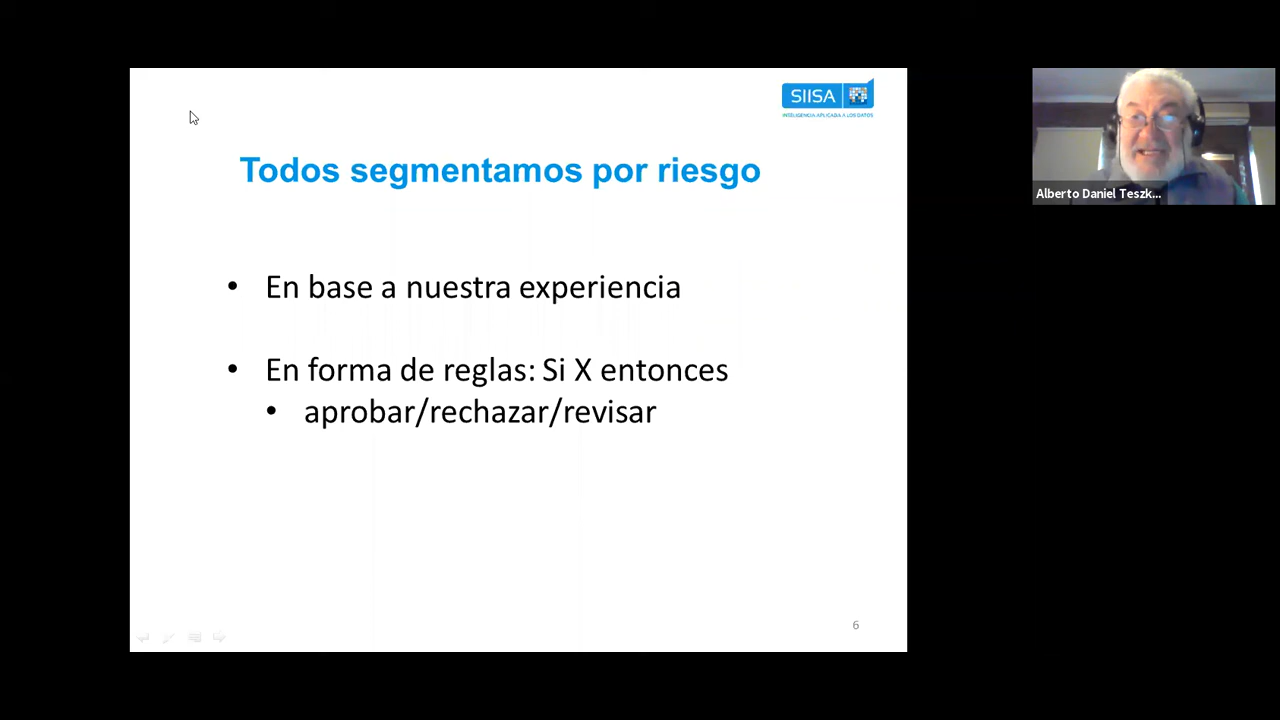 SIISA
INTELIGENCIA APLICADA A LOS DATOS
Todos segmentamos por riesgo
• En base a nuestra experiencia
• En forma de reglas: Si X entonces
• aprobar/rechazar/revisar
6
Alberto Daniel Teszk...